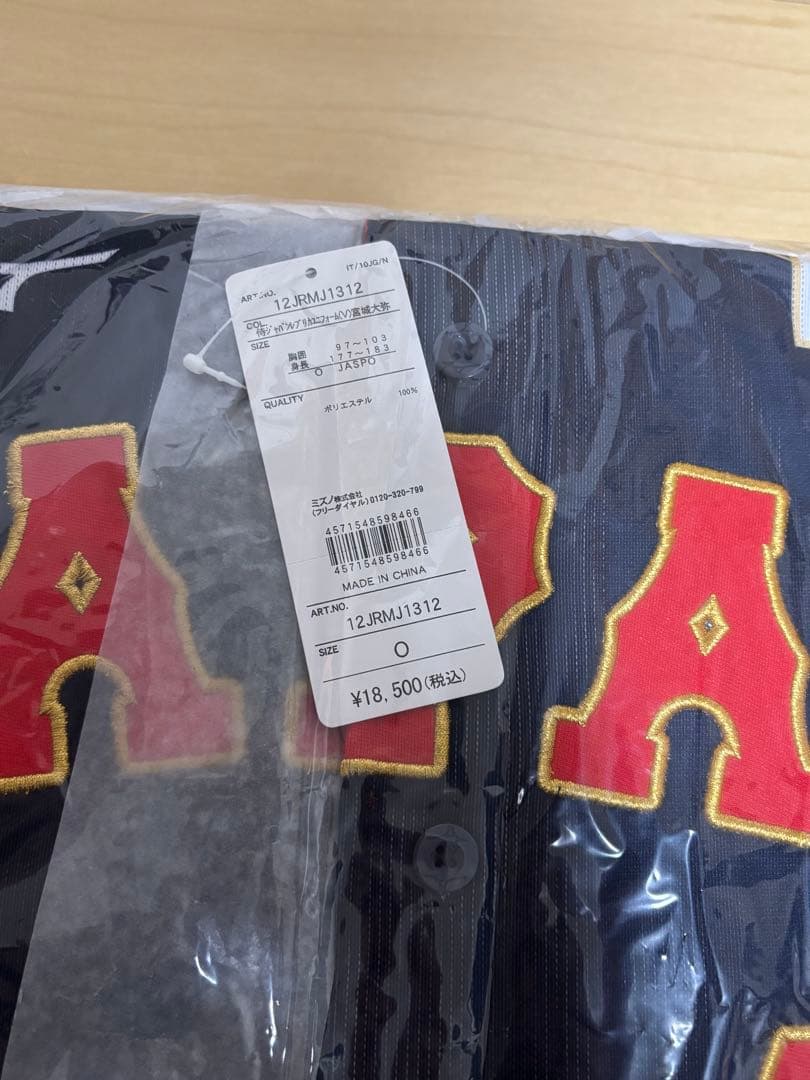 IT/10JG/N
ART.NO.
12JRMJ1312
COL.
侍ジャパンレプリカユニフォーム(V)宮城大弥
SIZE
胸囲 97~103
身長 177~183
O JASPO
QUALITY
ポリエステル 100%
ミズノ株式会社
(フリーダイヤル)0120-320-799
4571548598466
4571548598466
MADE IN CHINA
ART.NO.
12JRMJ1312
SIZE
O
¥18,500(税込)
A P A